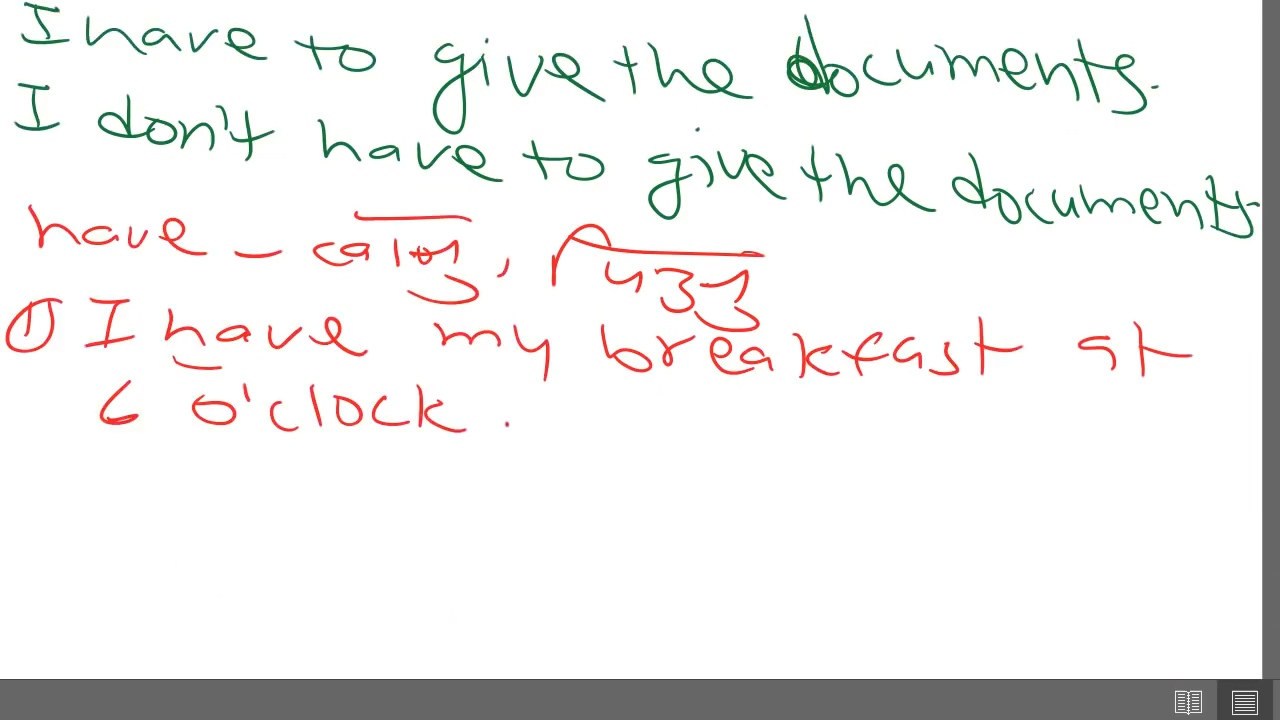 I have to give the documents.
I don't have to give the documents.
have –
① I have my breakfast at
6 o'clock.